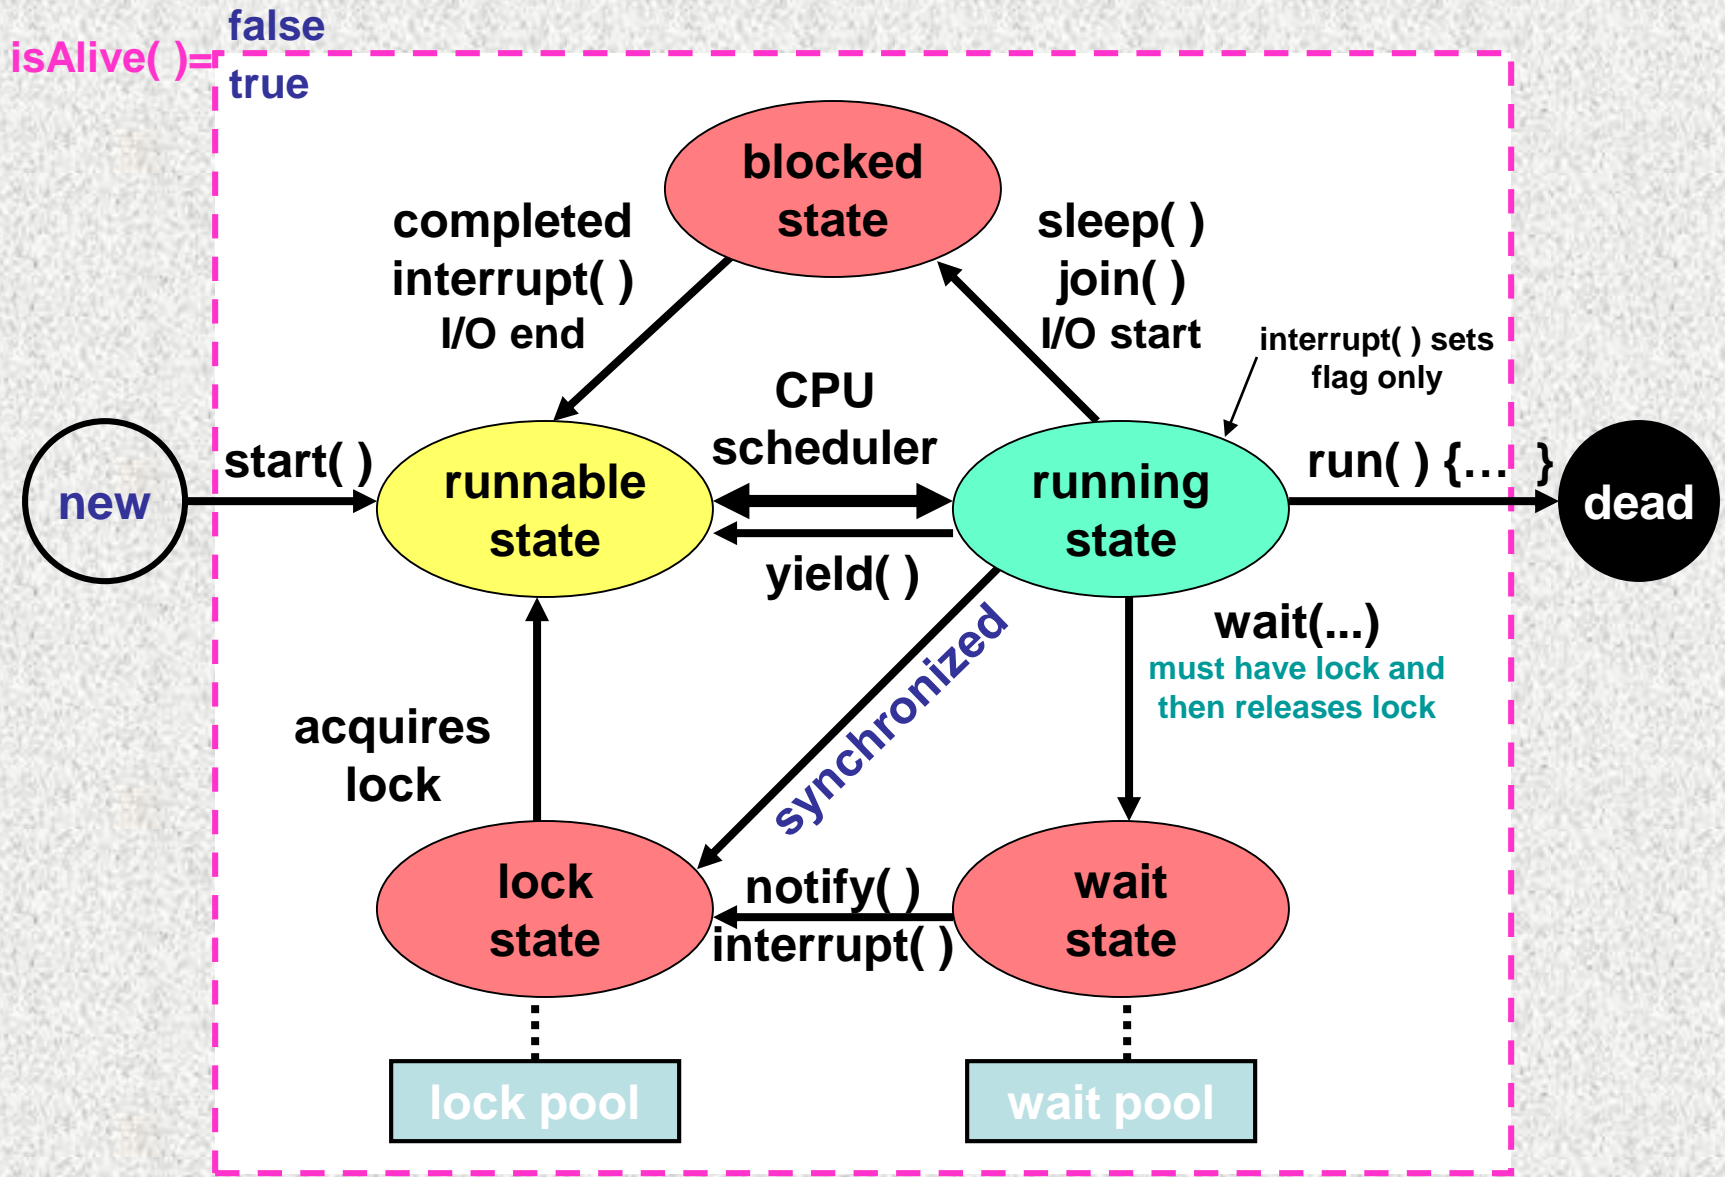 false
isAlive( )=
true
blocked
state
completed
interrupt( )
I/O end
sleep( )
join( )
I/O start
interrupt( ) sets
flag only
CPU
scheduler
new
start( )
runnable
state
running
state
run( ) {… }
dead
yield( )
synchronized
wait(...)
must have lock and
then releases lock
acquires
lock
lock
state
notify( )
interrupt( )
wait
state
lock pool
wait pool